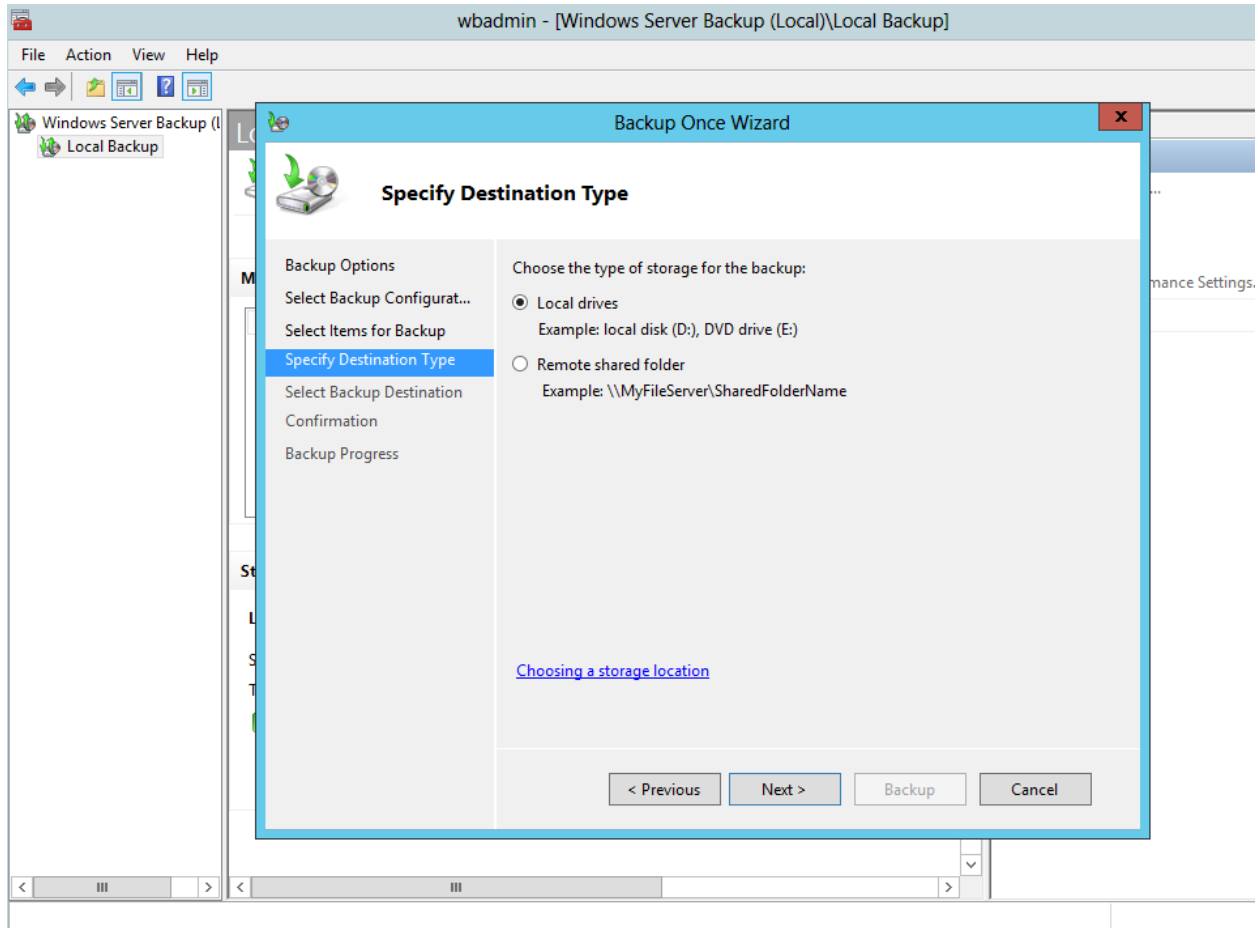 wbadmin - [Windows Server Backup (Local)\Local Backup]
File Action View Help
Windows Server Backup (L
Local Backup
Backup Once Wizard
Specify Destination Type
Backup Options
Select Backup Configurat...
Select Items for Backup
Specify Destination Type
Select Backup Destination
Confirmation
Backup Progress
Choose the type of storage for the backup:
Local drives
Example: local disk (D:), DVD drive (E:)
Remote shared folder
Example: \\MyFileServer\SharedFolderName
Choosing a storage location
< Previous Next > Backup Cancel
...
mance Settings.